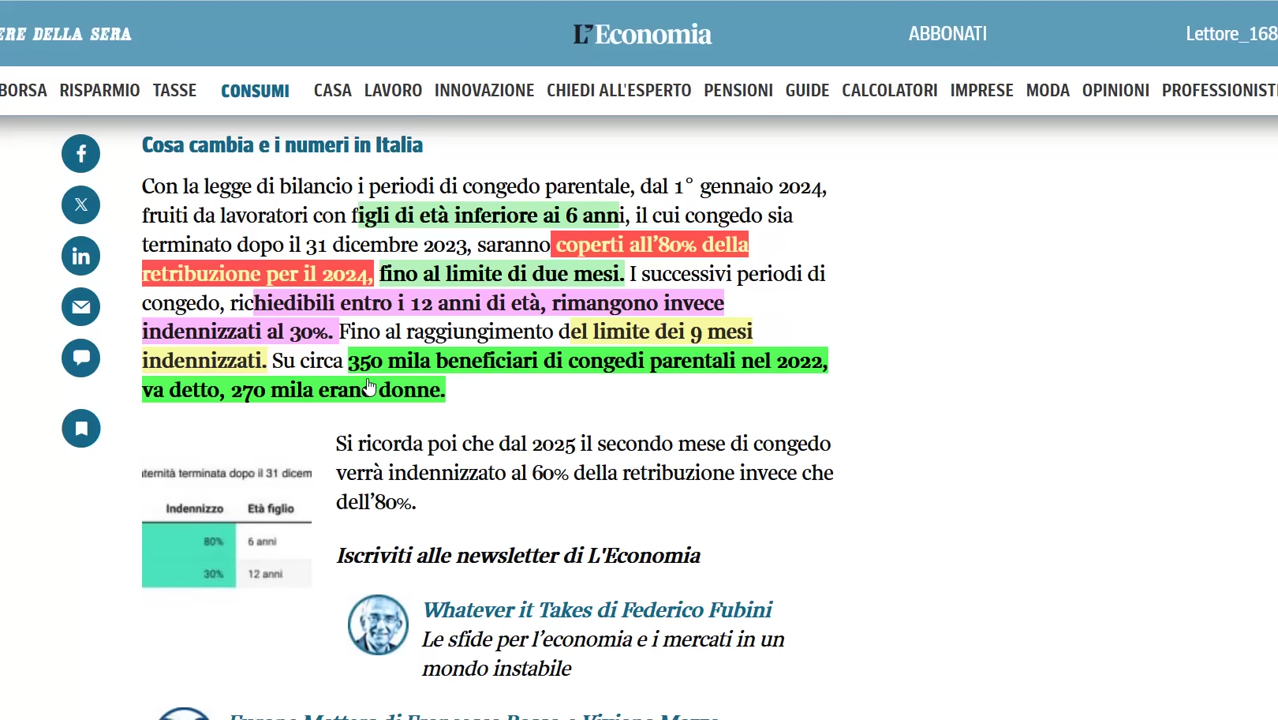 ERE DELLA SERA
L'Economia
ABBONATI
Lettore_168
BORSA RISPARMIO TASSE CONSUMI CASA LAVORO INNOVAZIONE CHIEDI ALL'ESPERTO PENSIONI GUIDE CALCOLATORI IMPRESE MODA OPINIONI PROFESSIONISTI
Cosa cambia e i numeri in Italia
Con la legge di bilancio i periodi di congedo parentale, dal 1° gennaio 2024,
fruiti da lavoratori con figli di età inferiore ai 6 anni, il cui congedo sia
terminato dopo il 31 dicembre 2023, saranno coperti all'80% della
retribuzione per il 2024, fino al limite di due mesi. I successivi periodi di
congedo, richiedibili entro i 12 anni di età, rimangono invece
indennizzati al 30%. Fino al raggiungimento del limite dei 9 mesi
indennizzati. Su circa 350 mila beneficiari di congedi parentali nel 2022,
va detto, 270 mila erano donne.
ternità terminata dopo il 31 dicem
Indennizzo Età figlio
80% 6 anni
30% 12 anni
Si ricorda poi che dal 2025 il secondo mese di congedo
verrà indennizzato al 60% della retribuzione invece che
dell'80%.
Iscriviti alle newsletter di L'Economia
Whatever it Takes di Federico Fubini
Le sfide per l'economia e i mercati in un
mondo instabile